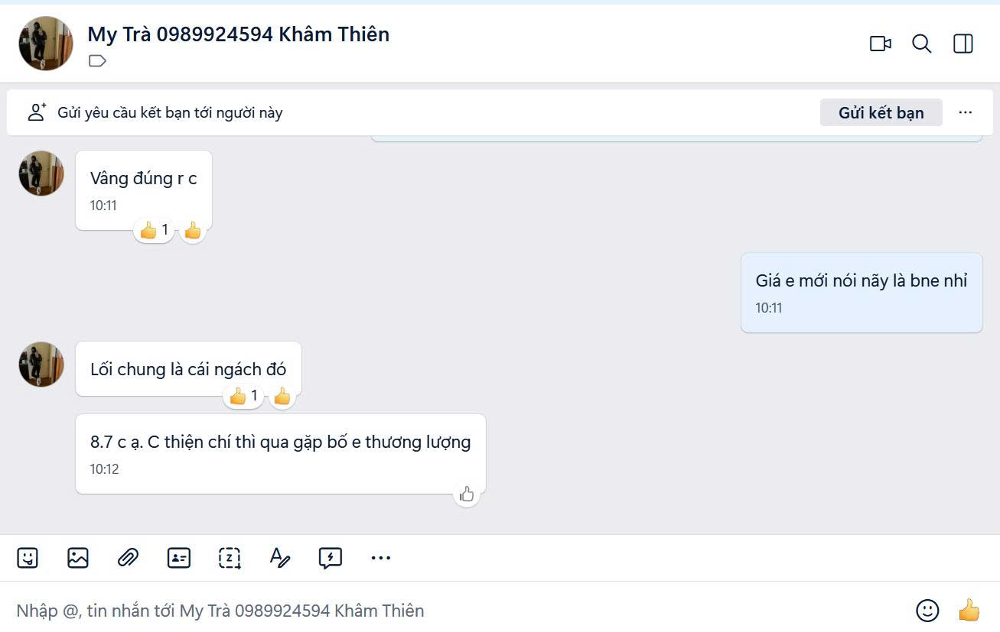 My Trà 0989924594 Khâm Thiên
Gửi yêu cầu kết bạn tới người này
Gửi kết bạn
Vâng đúng r c
10:11
1
Giá e mới nói nãy là bne nhỉ
10:11
Lối chung là cái ngách đó
1
8.7 c ạ. C thiện chí thì qua gặp bố e thương lượng
10:12
Nhập @, tin nhắn tới My Trà 0989924594 Khâm Thiên